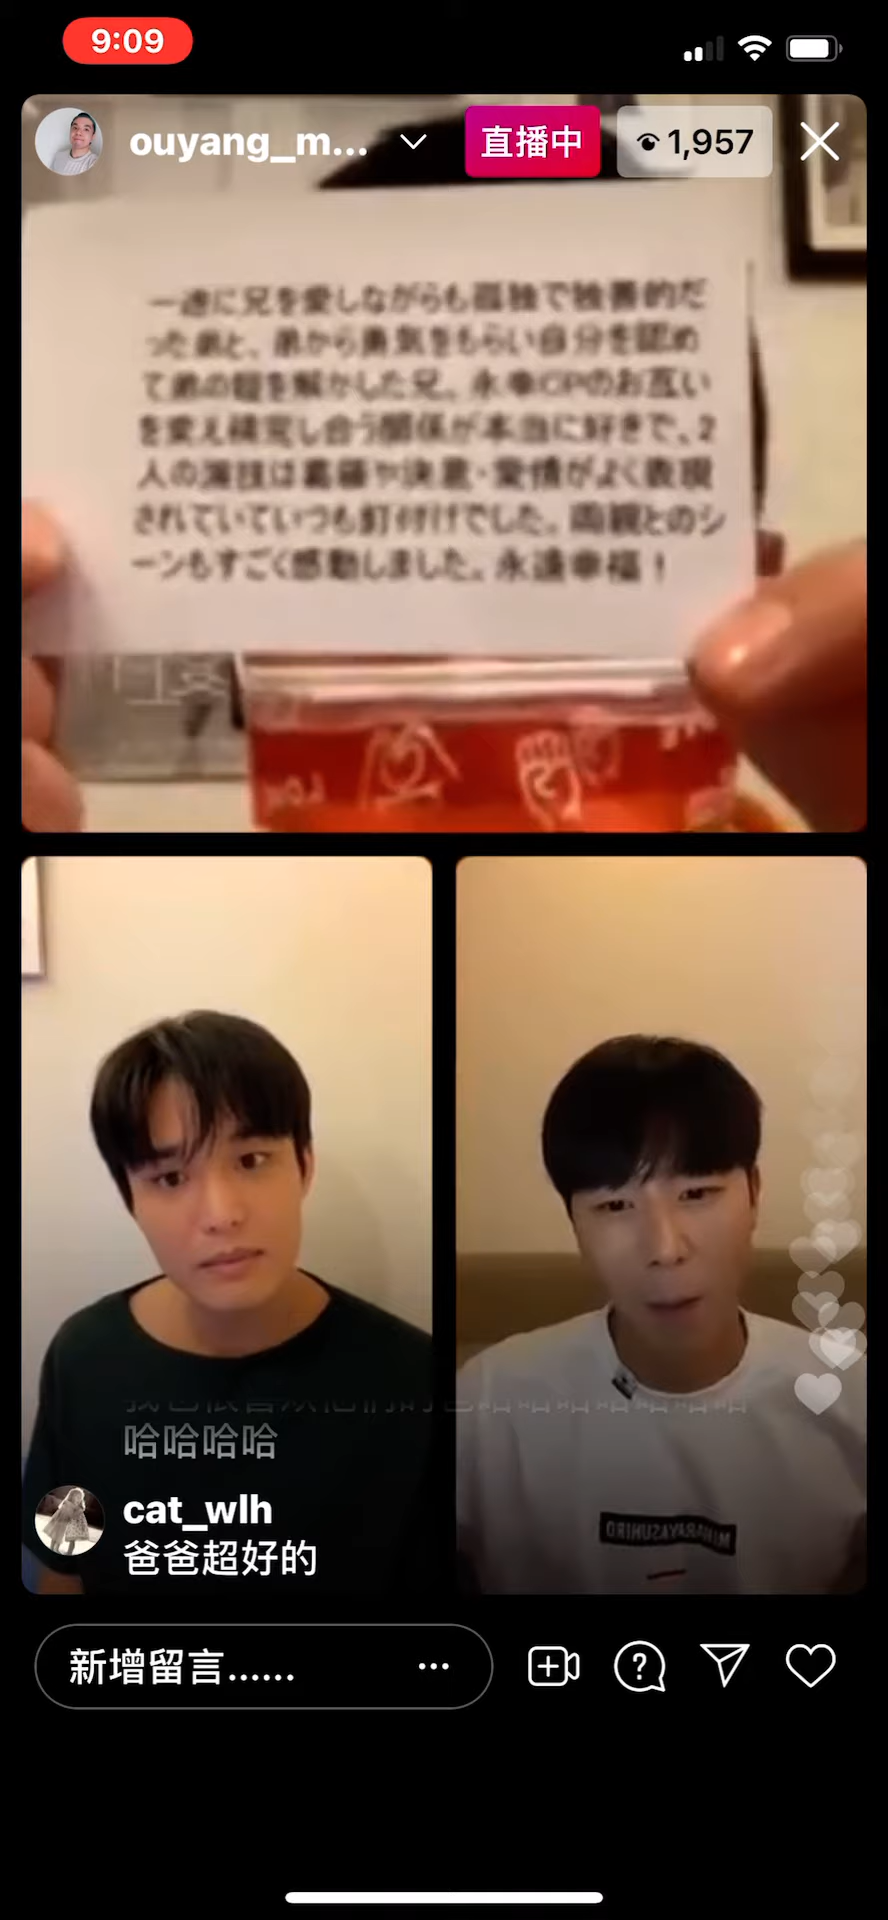 9:09
ouyang_m...
直播中
1,957
一途に兄を愛しながらも孤独で独善的だ
った弟と、弟から勇気をもらい自分を認め
て弟の鎧を解かした兄。永幸CPのお互い
を変え補完し合う関係が本当に好きで、2
人の演技は葛藤や決意・愛情がよく表現
されていていつも釘付けでした。両親とのシ
ーンもすごく感動しました。永遠幸福！
哈哈哈哈
cat_wlh
爸爸超好的
MIHARAYASUHIRO
新增留言......